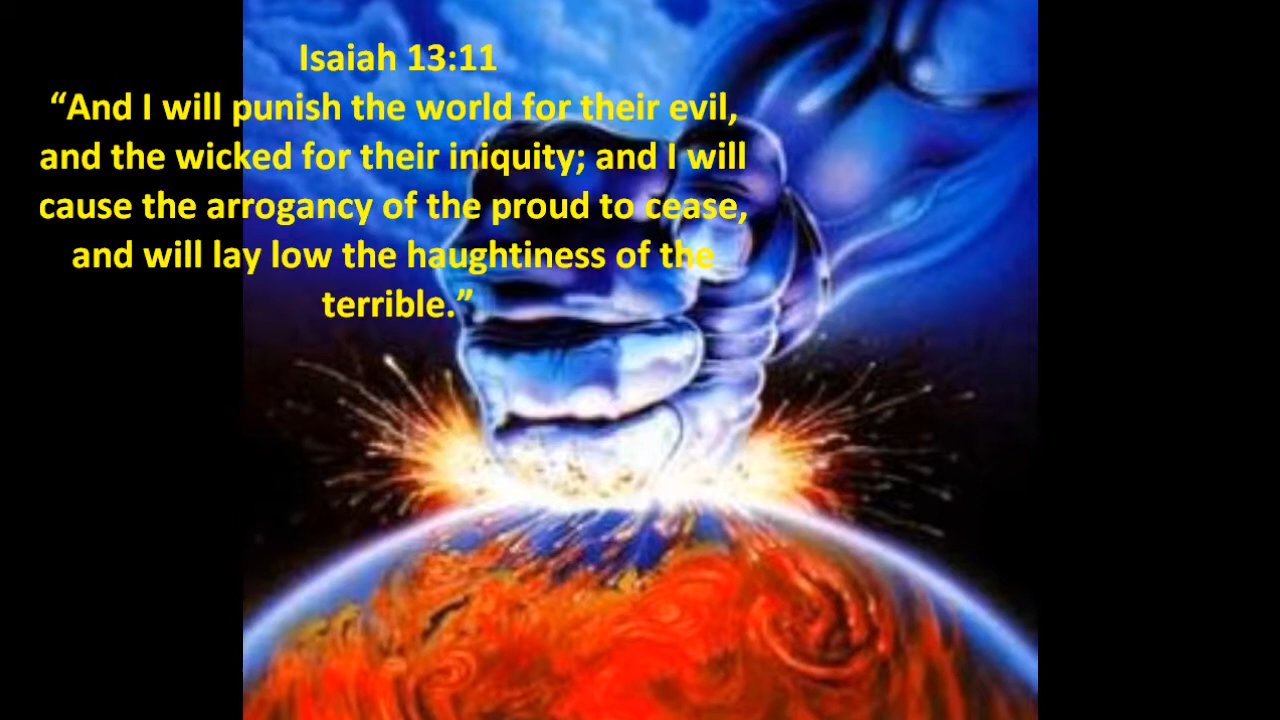 Isaiah 13:11
“And I will punish the world for their evil,
and the wicked for their iniquity; and I will
cause the arrogancy of the proud to cease,
and will lay low the haughtiness of the
terrible.”